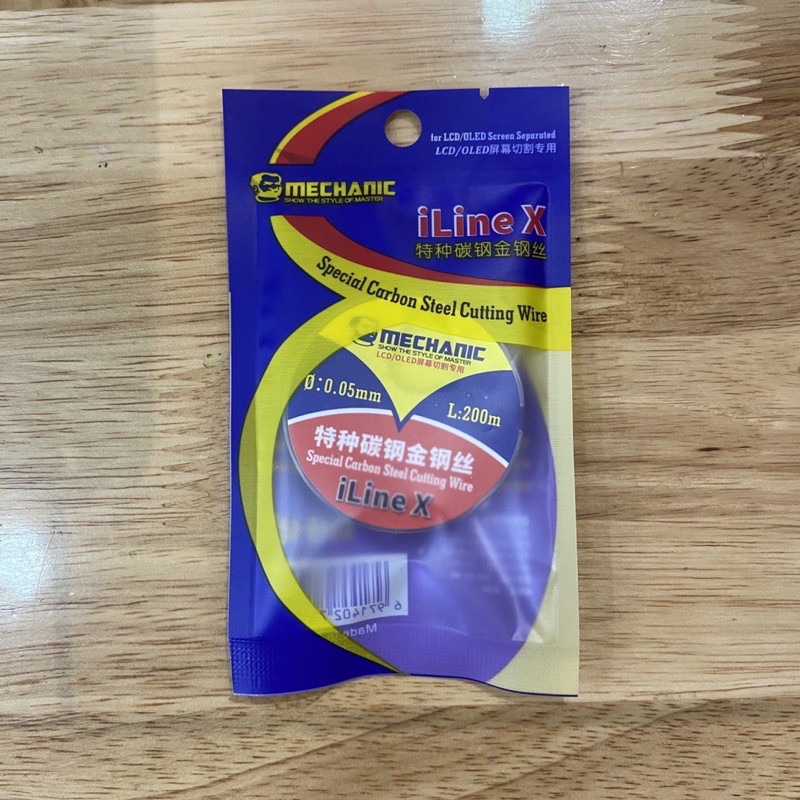 for LCD/OLED Screen Separated
LCD/OLED屏幕切割专用
MECHANIC
SHOW THE STYLE OF MASTER
iLine X
特种碳钢金钢丝
Special Carbon Steel Cutting Wire
MECHANIC
SHOW THE STYLE OF MASTER
LCD/OLED屏幕切割专用
Ø:0.05mm
L:200m
特种碳钢金钢丝
Special Carbon Steel Cutting Wire
iLine X
6 971402
Made